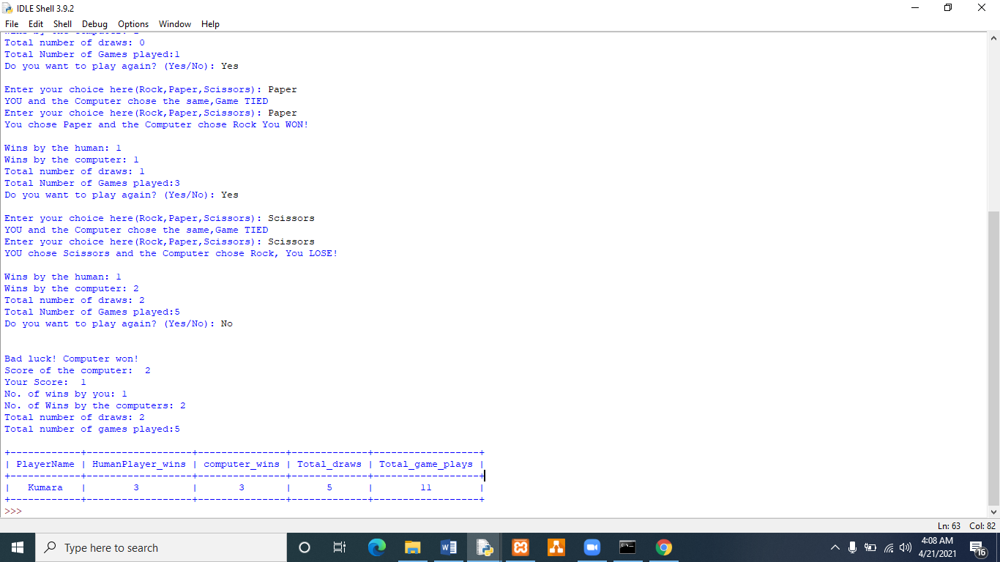 IDLE Shell 3.9.2
File Edit Shell Debug Options Window Help
Total number of draws: 0
Total Number of Games played:1
Do you want to play again? (Yes/No): Yes
Enter your choice here(Rock,Paper,Scissors): Paper
YOU and the Computer chose the same,Game TIED
Enter your choice here(Rock,Paper,Scissors): Paper
You chose Paper and the Computer chose Rock You WON!
Wins by the human: 1
Wins by the computer: 1
Total number of draws: 1
Total Number of Games played:3
Do you want to play again? (Yes/No): Yes
Enter your choice here(Rock,Paper,Scissors): Scissors
YOU and the Computer chose the same,Game TIED
Enter your choice here(Rock,Paper,Scissors): Scissors
YOU chose Scissors and the Computer chose Rock, You LOSE!
Wins by the human: 1
Wins by the computer: 2
Total number of draws: 2
Total Number of Games played:5
Do you want to play again? (Yes/No): No
Bad luck! Computer won!
Score of the computer:  2
Your Score:  1
No. of wins by you: 1
No. of Wins by the computers: 2
Total number of draws: 2
Total number of games played:5
+------------+------------------+---------------+-------------+------------------+
| PlayerName | HumanPlayer_wins | computer_wins | Total_draws | Total_game_plays |
+------------+------------------+---------------+-------------+------------------+
|   Kumara   |        3         |       3       |      5      |        11        |
+------------+------------------+---------------+-------------+------------------+
>>>
Ln: 63 Col: 82
Type here to search
4:08 AM
4/21/2021
16